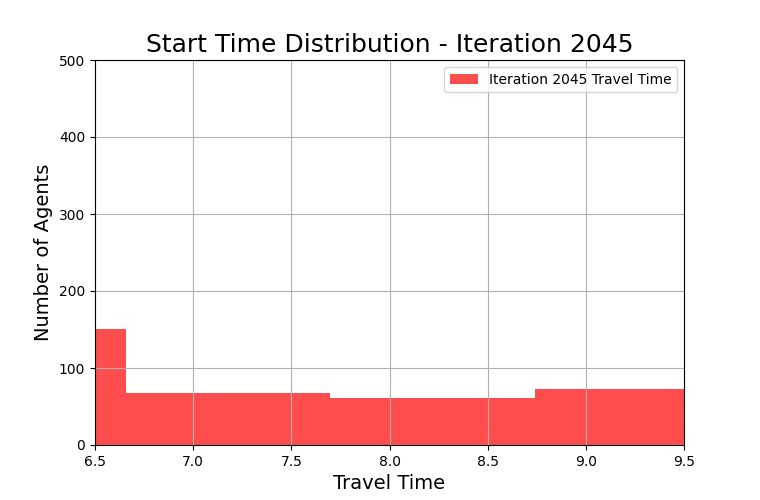 Start Time Distribution - Iteration 2045
Iteration 2045 Travel Time
Number of Agents
500
400
300
200
100
0
6.5 7.0 7.5 8.0 8.5 9.0 9.5
Travel Time